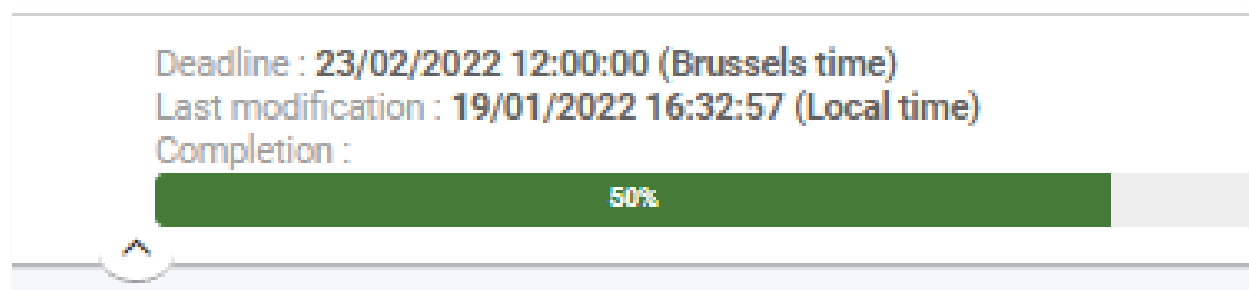 Deadline : 23/02/2022 12:00:00 (Brussels time)
Last modification : 19/01/2022 16:32:57 (Local time)
Completion :
50%